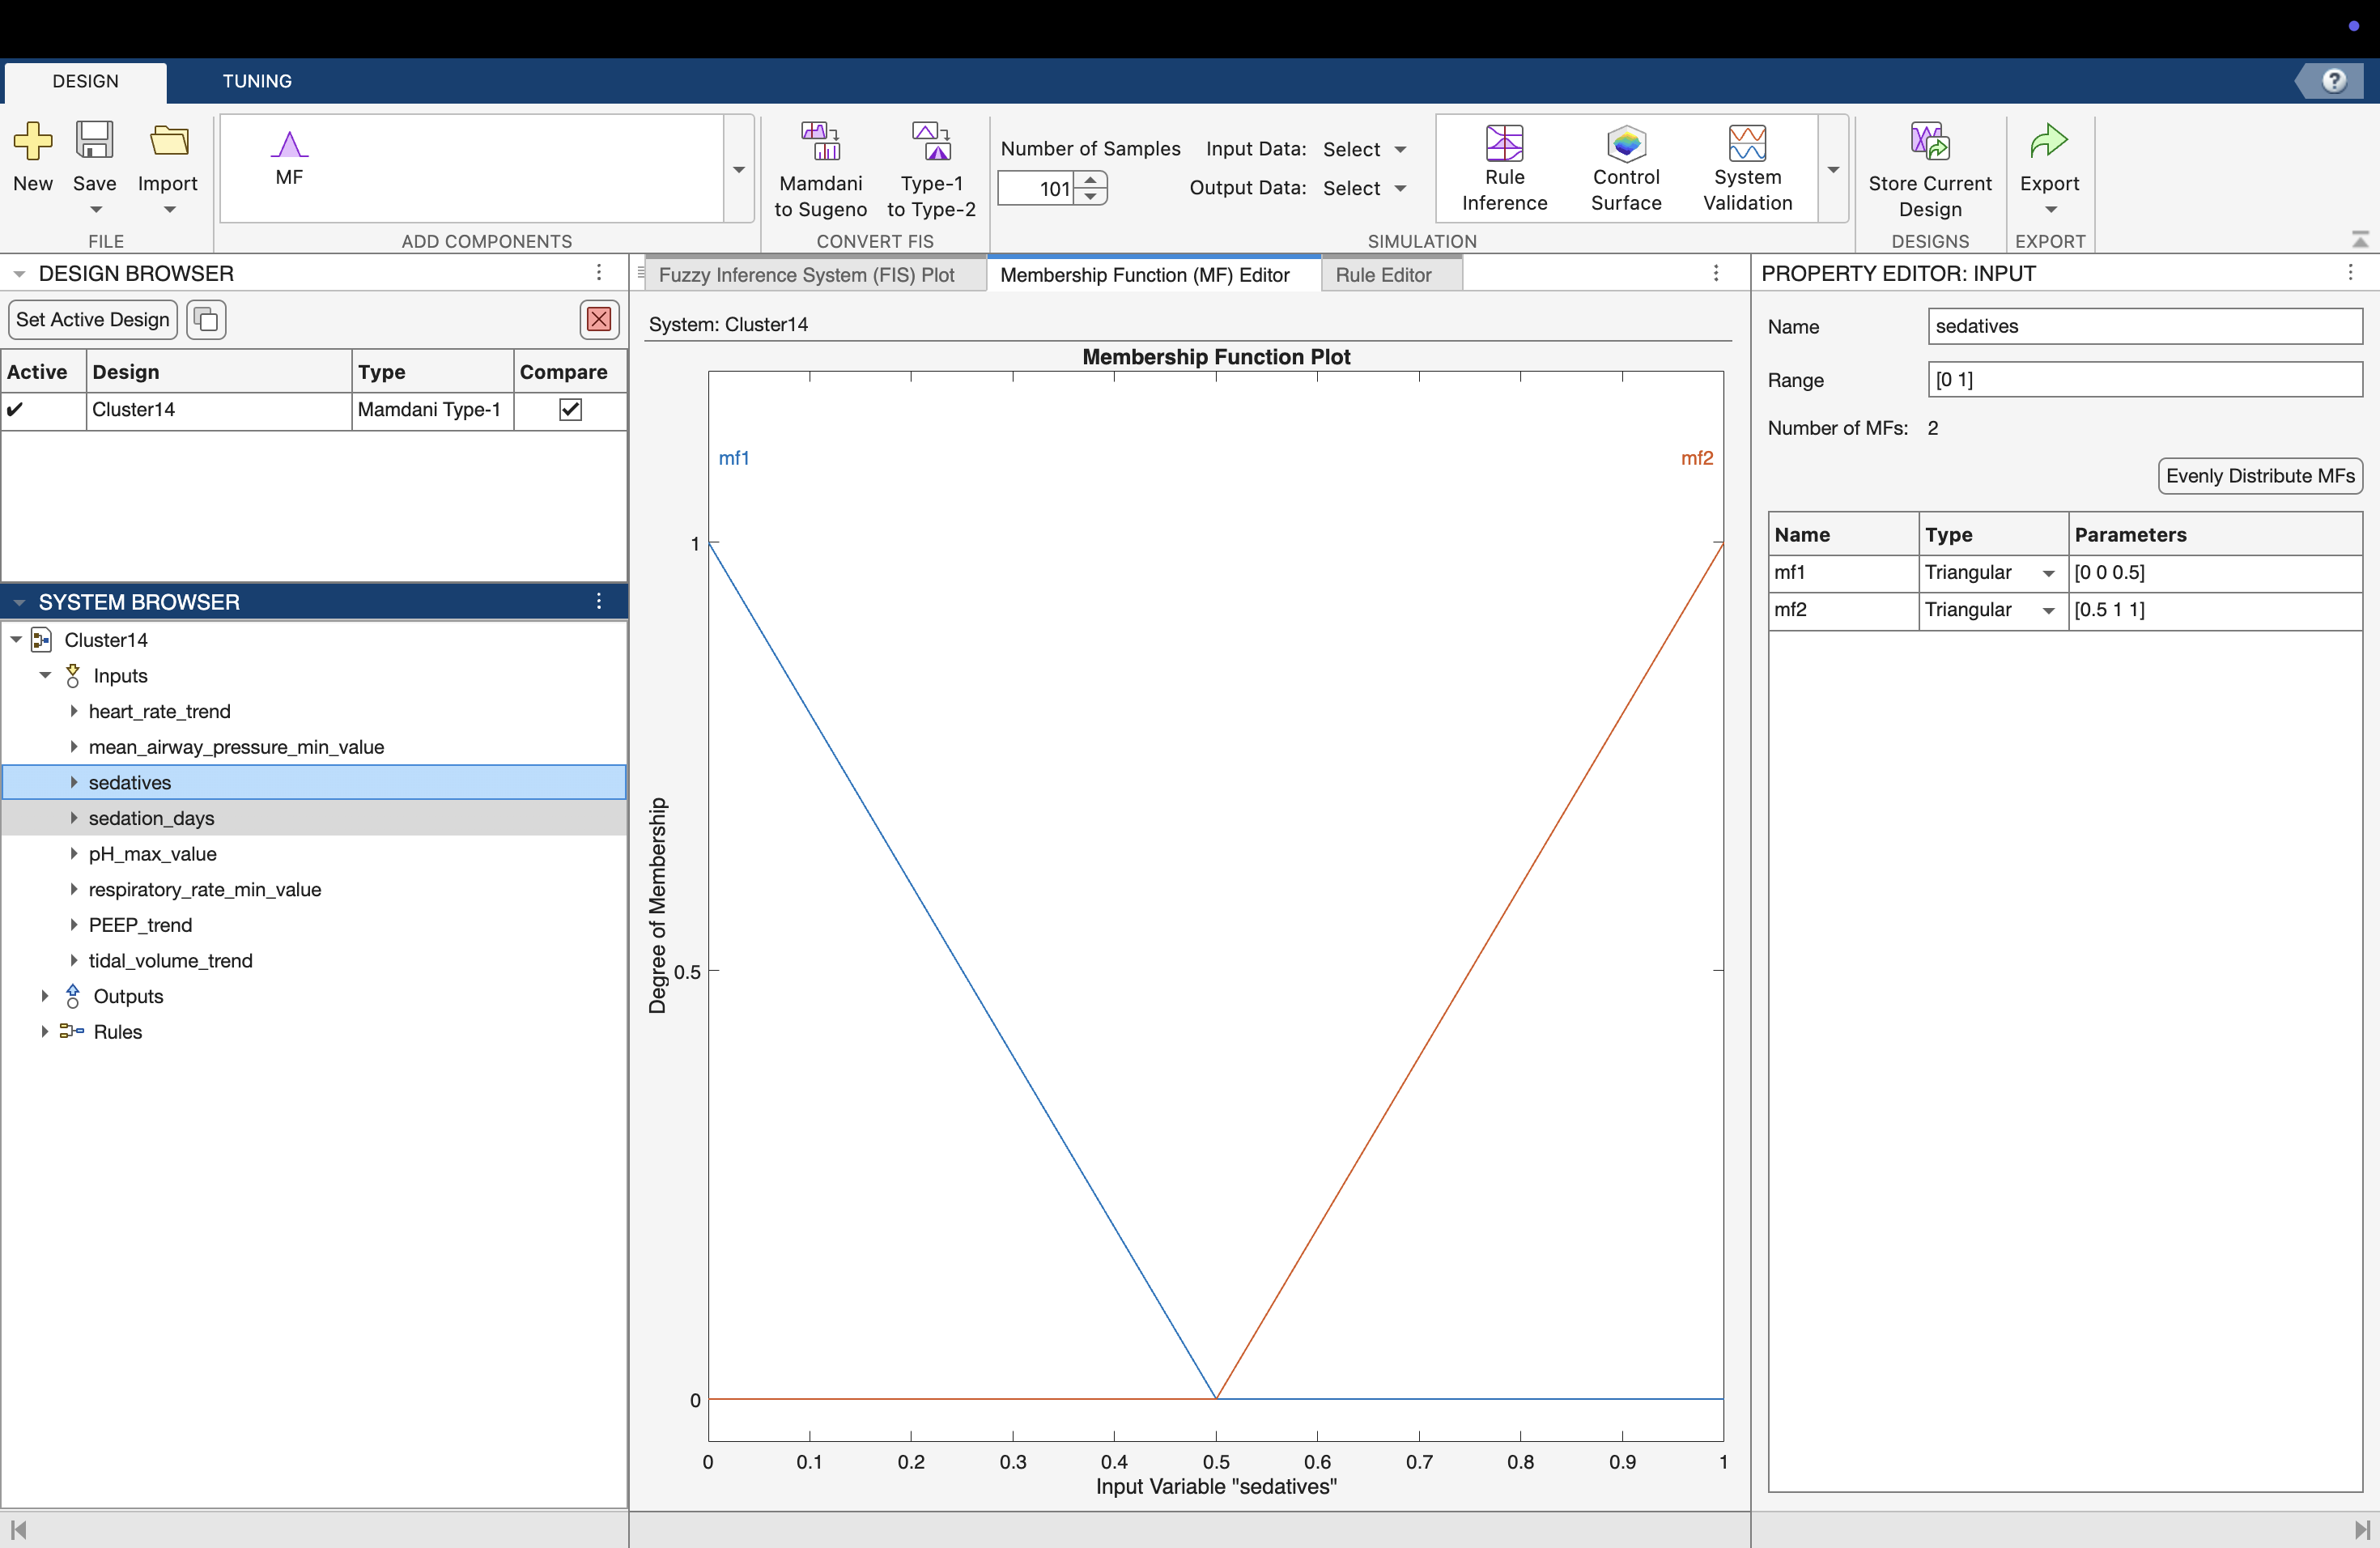 DESIGN
TUNING
New
Save
Import
MF
Mamdani
to Sugeno
Type-1
to Type-2
Number of Samples
101
Input Data:
Select
Output Data:
Select
Rule
Inference
Control
Surface
System
Validation
Store Current
Design
Export
FILE
ADD COMPONENTS
CONVERT FIS
SIMULATION
DESIGNS
EXPORT
DESIGN BROWSER
Set Active Design
Active Design Type Compare
Cluster14 Mamdani Type-1
SYSTEM BROWSER
Cluster14
Inputs
heart_rate_trend
mean_airway_pressure_min_value
sedatives
sedation_days
pH_max_value
respiratory_rate_min_value
PEEP_trend
tidal_volume_trend
Outputs
Rules
Fuzzy Inference System (FIS) Plot
Membership Function (MF) Editor
Rule Editor
System: Cluster14
Membership Function Plot
mf1
mf2
1
0.5
0
Degree of Membership
0 0.1 0.2 0.3 0.4 0.5 0.6 0.7 0.8 0.9 1
Input Variable "sedatives"
PROPERTY EDITOR: INPUT
Name sedatives
Range [0 1]
Number of MFs: 2
Evenly Distribute MFs
Name Type Parameters
mf1 Triangular [0 0 0.5]
mf2 Triangular [0.5 1 1]